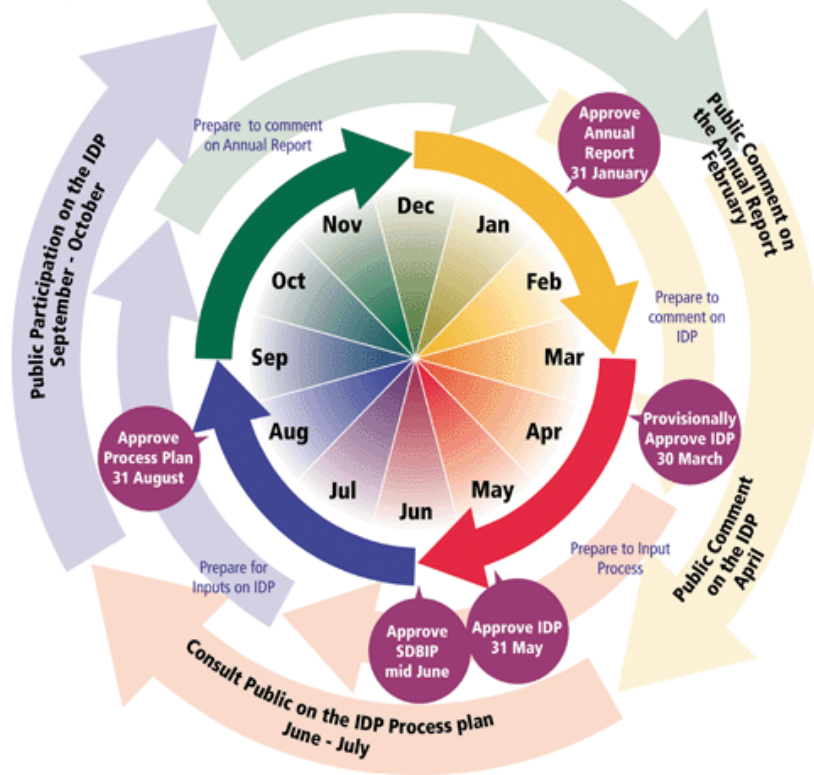 Prepare to comment
on Annual Report
Approve
Annual
Report
31 January
Public Comment on
the Annual Report
February
Public Participation on the IDP
September - October
Dec
Jan
Feb
Mar
Apr
May
Jun
Jul
Aug
Sep
Oct
Nov
Prepare to
comment on
IDP
Provisionally
Approve IDP
30 March
Approve
Process Plan
31 August
Public Comment
on the IDP
April
Prepare to Input
Process
Prepare for
Inputs on IDP
Approve IDP
31 May
Approve
SDBIP
mid June
Consult Public on the IDP Process plan
June - July